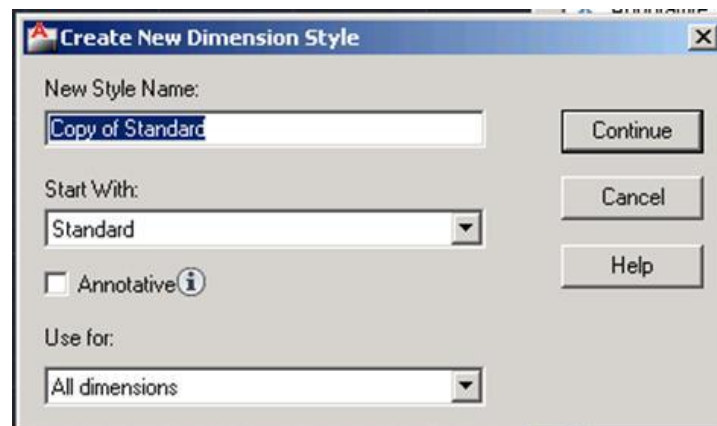 Create New Dimension Style
New Style Name:
Copy of Standard
Continue
Start With:
Cancel
Standard
Help
Annotative
Use for:
All dimensions